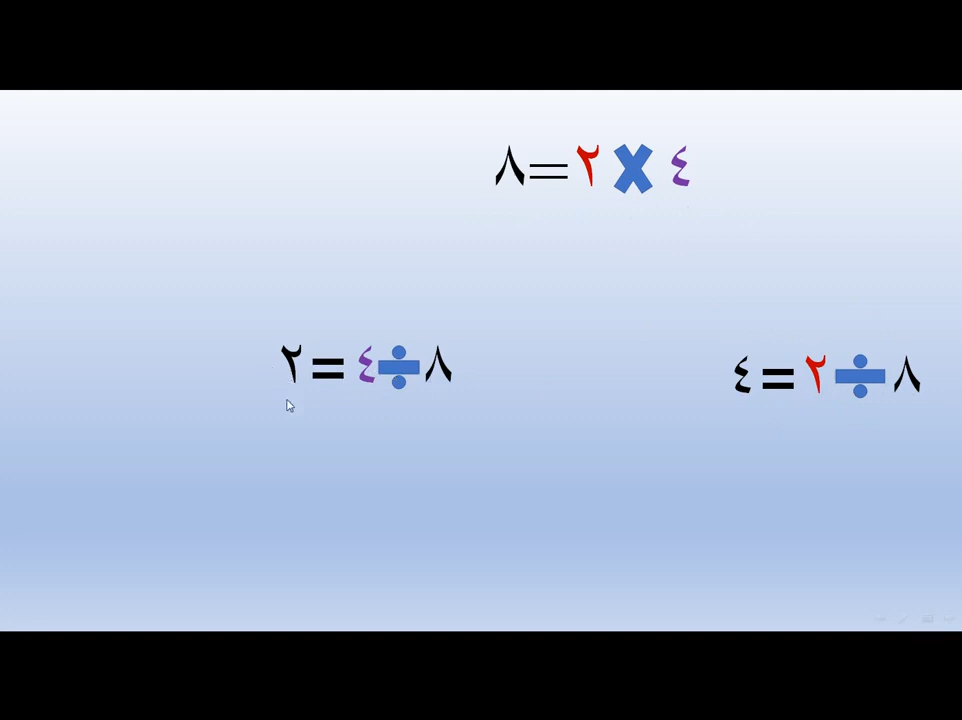 ٤ × ٢ = ٨
٨ ÷ ٢ = ٤
٨ ÷ ٤ = ٢